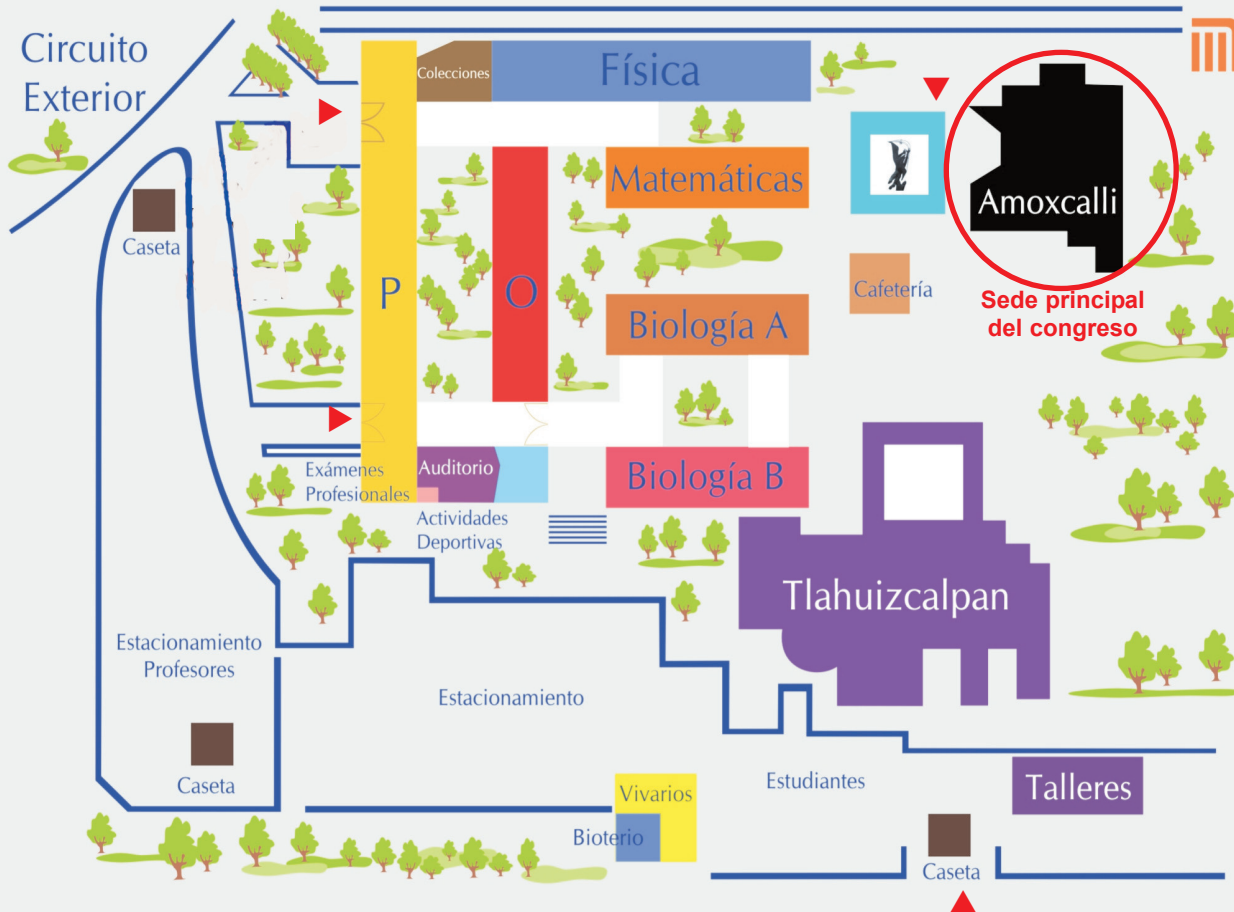 Circuito
Exterior
Colecciones
Física
Matemáticas
Amoxcalli
Caseta
P
O
Cafetería
Sede principal
del congreso
Biología A
Exámenes
Profesionales
Auditorio
Biología B
Actividades
Deportivas
Tlahuizcalpan
Estacionamiento
Profesores
Estacionamiento
Caseta
Vivarios
Bioterio
Estudiantes
Talleres
Caseta